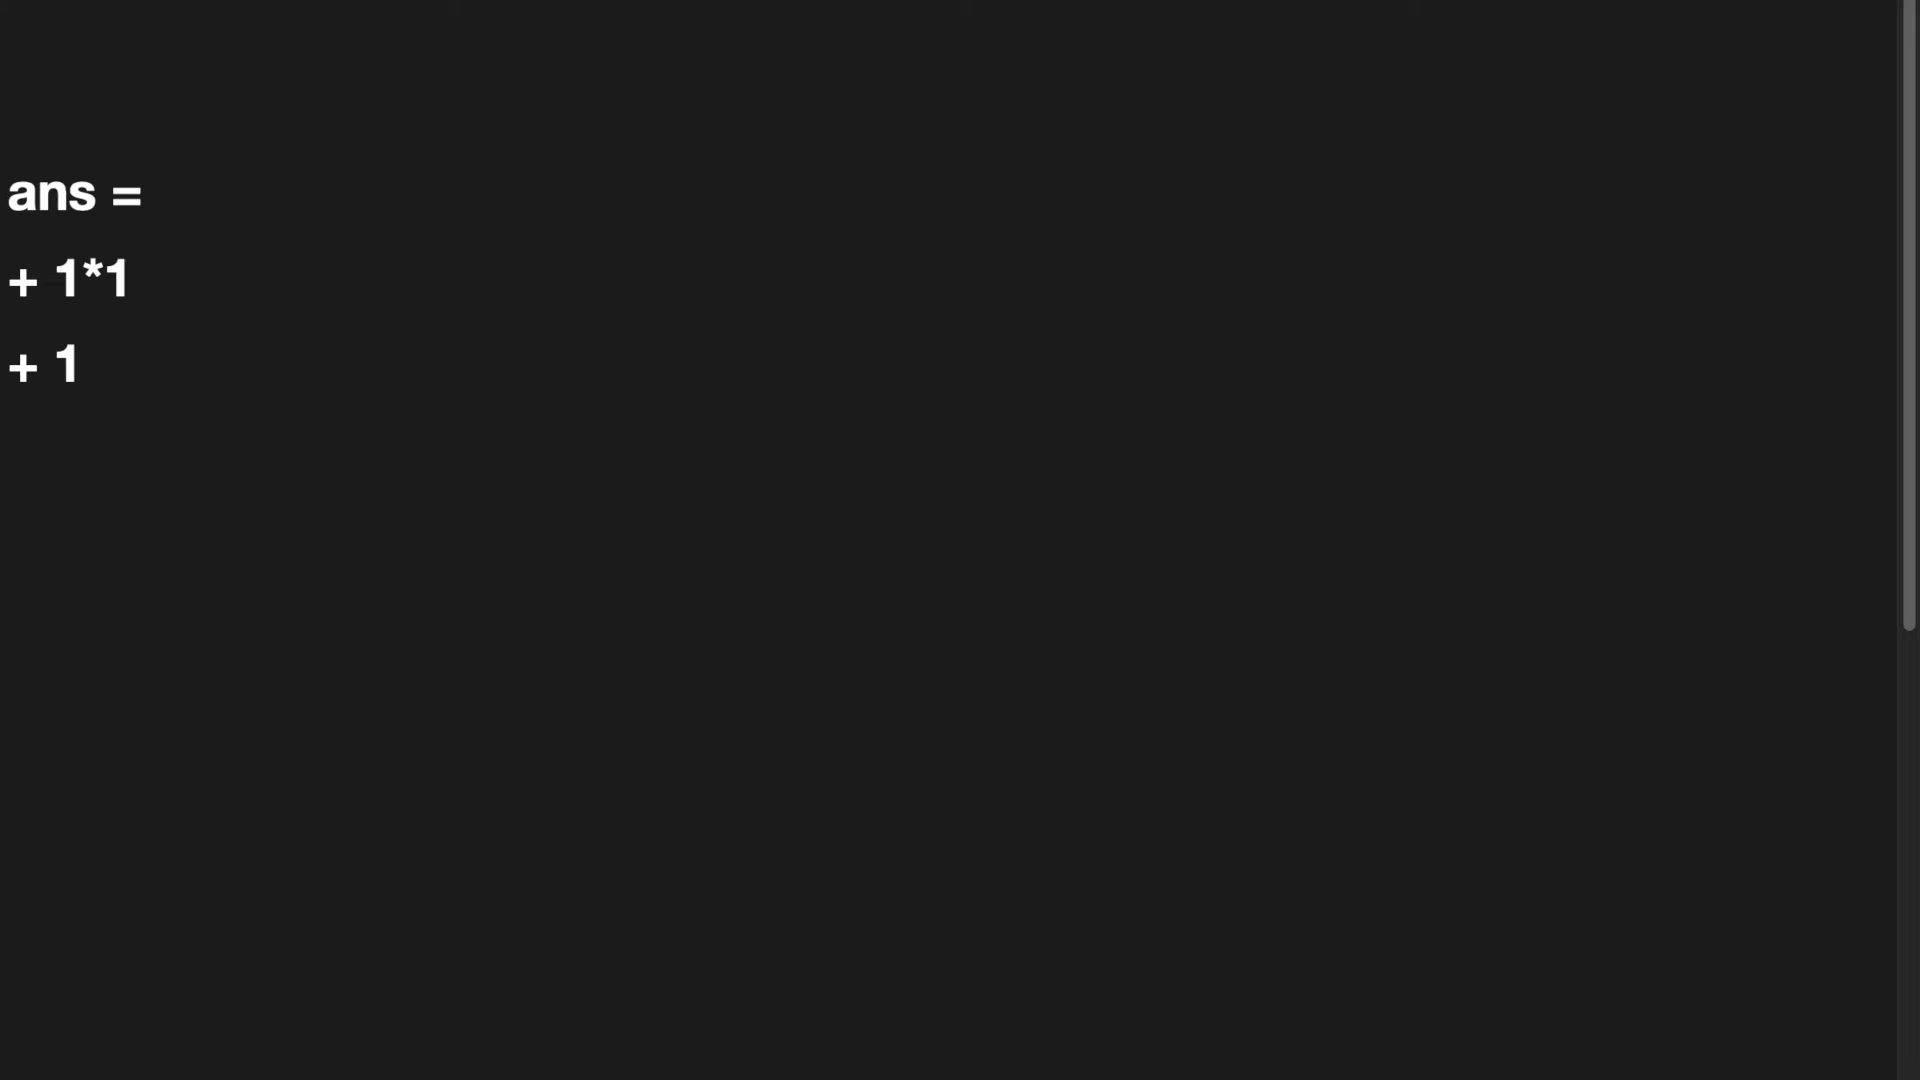 ans =
+ 1*1
+ 1